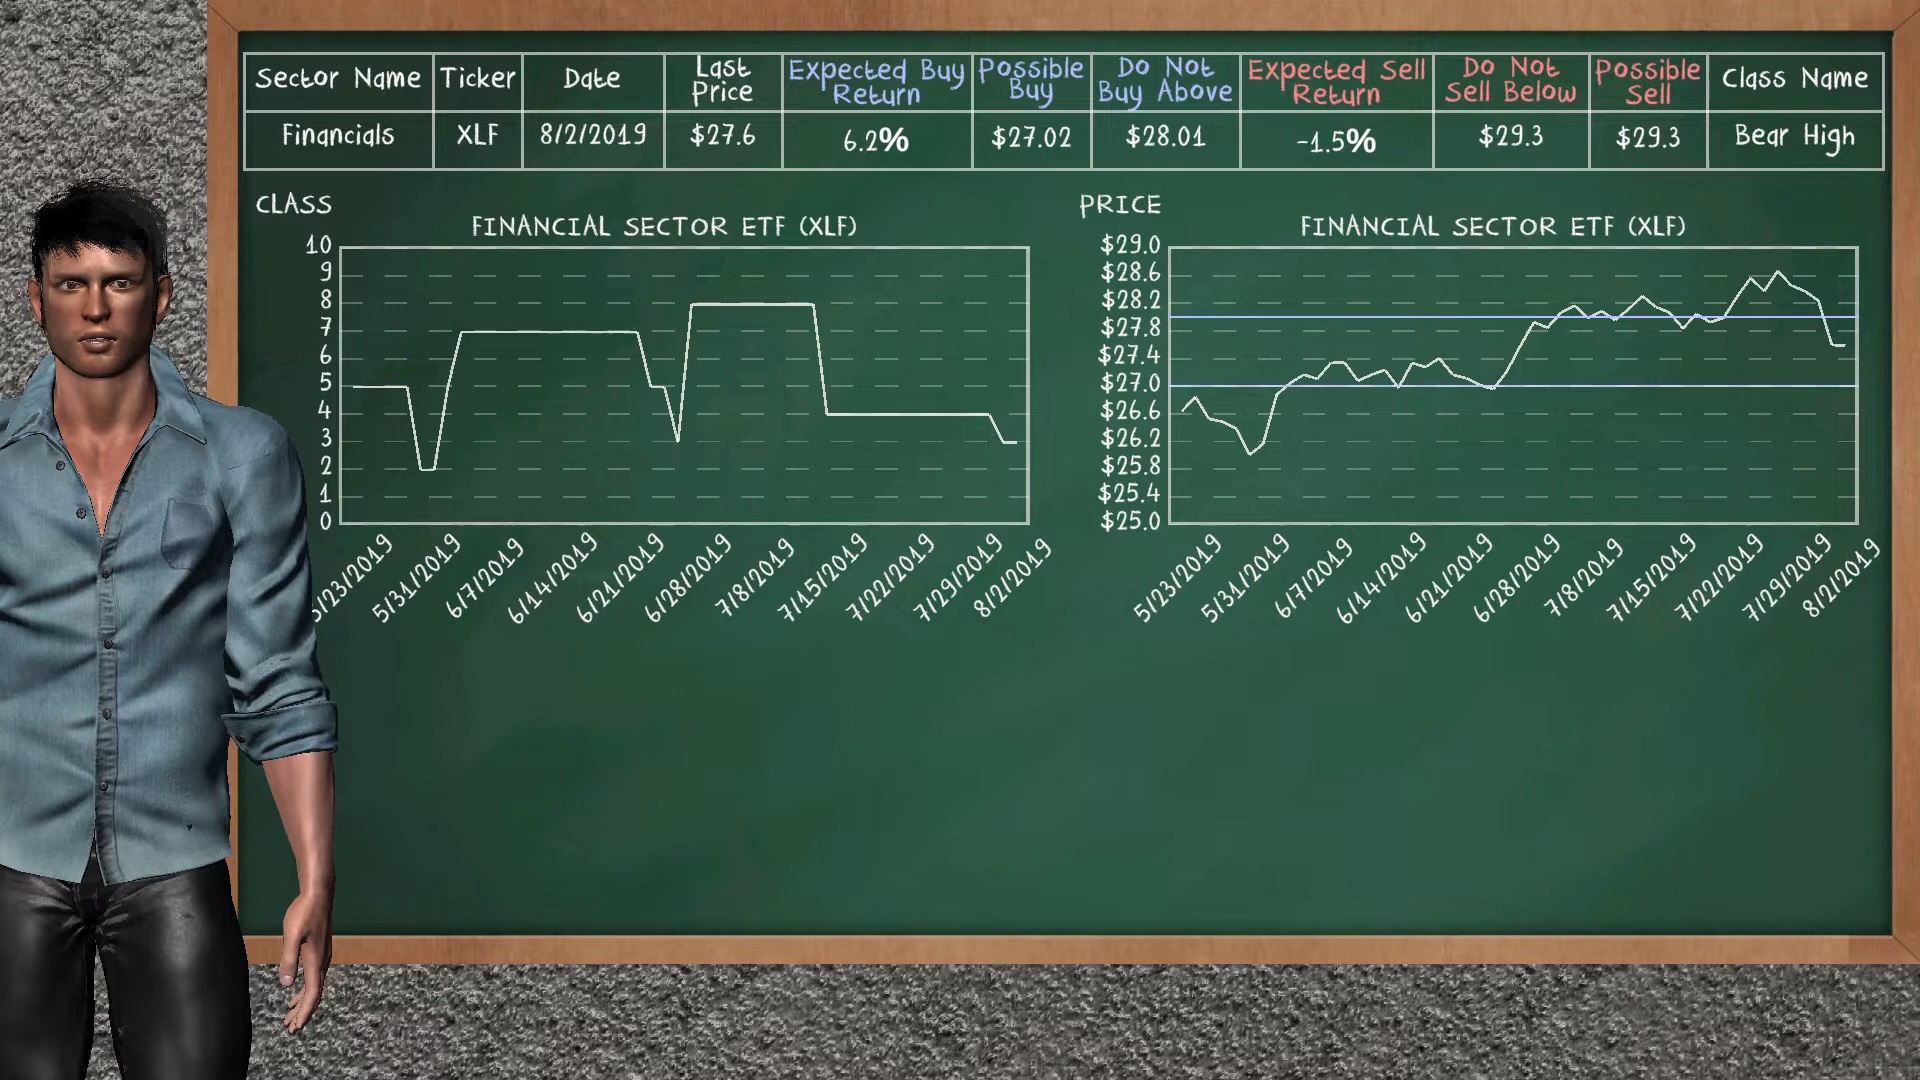 Sector Name Ticker Date Last Price Expected Buy Return Possible Buy Do Not Buy Above Expected Sell Return Do Not Sell Below Possible Sell Class Name
Financials XLF 8/2/2019 $27.6 6.2% $27.02 $28.01 -1.5% $29.3 $29.3 Bear High
CLASS
FINANCIAL SECTOR ETF (XLF)
10
9
8
7
6
5
4
3
2
1
0
5/23/2019 5/31/2019 6/7/2019 6/14/2019 6/21/2019 6/28/2019 7/8/2019 7/15/2019 7/22/2019 7/29/2019 8/2/2019
PRICE
FINANCIAL SECTOR ETF (XLF)
$29.0
$28.6
$28.2
$27.8
$27.4
$27.0
$26.6
$26.2
$25.8
$25.4
$25.0
5/23/2019 5/31/2019 6/7/2019 6/14/2019 6/21/2019 6/28/2019 7/8/2019 7/15/2019 7/22/2019 7/29/2019 8/2/2019